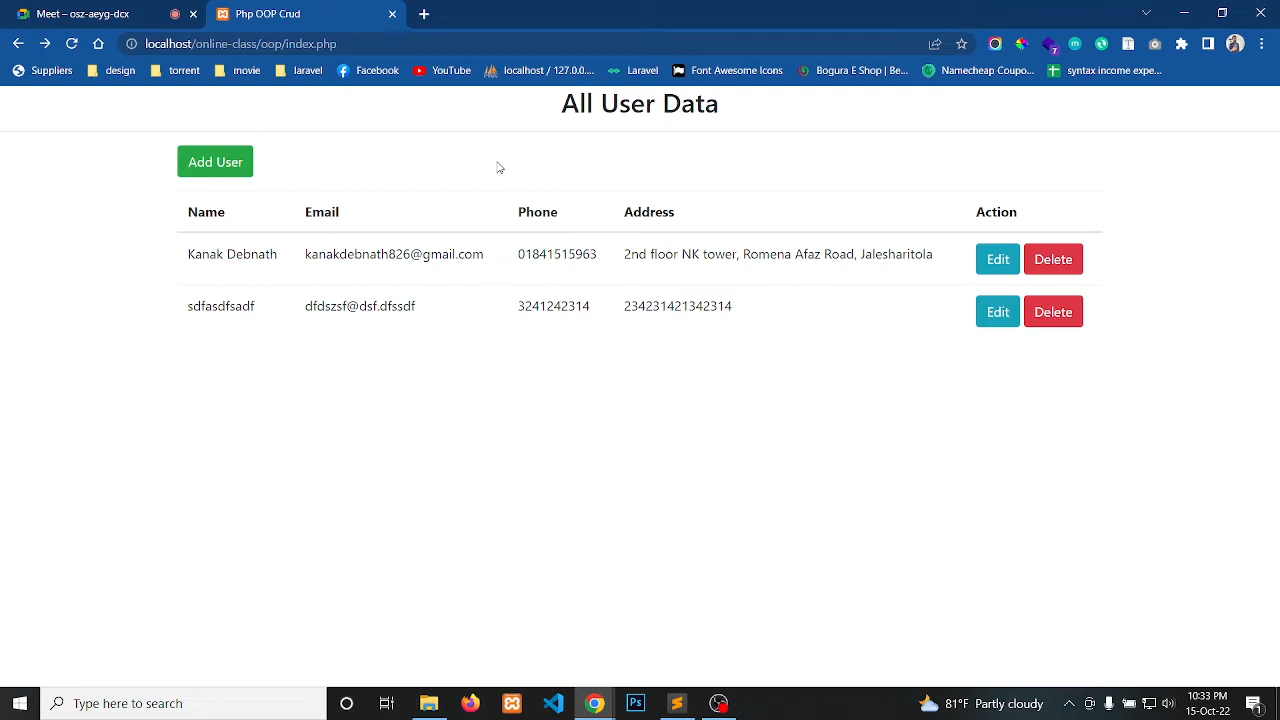 Meet – osz-aeyg-dcx
Php OOP Crud
localhost/online-class/oop/index.php
7
Suppliers design torrent movie laravel Facebook YouTube localhost / 127.0.0.... Laravel Font Awesome Icons Bogura E Shop | Be... Namecheap Coupo... syntax income expe...
All User Data
Add User
Name Email Phone Address Action
Kanak Debnath kanakdebnath826@gmail.com 01841515963 2nd floor NK tower, Romena Afaz Road, Jalesharitola Edit Delete
sdfasdfsadf dfdszsf@dsf.dfssdf 3241242314 234231421342314 Edit Delete
Type here to search
Ps
81°F Partly cloudy
10:33 PM
15-Oct-22
1